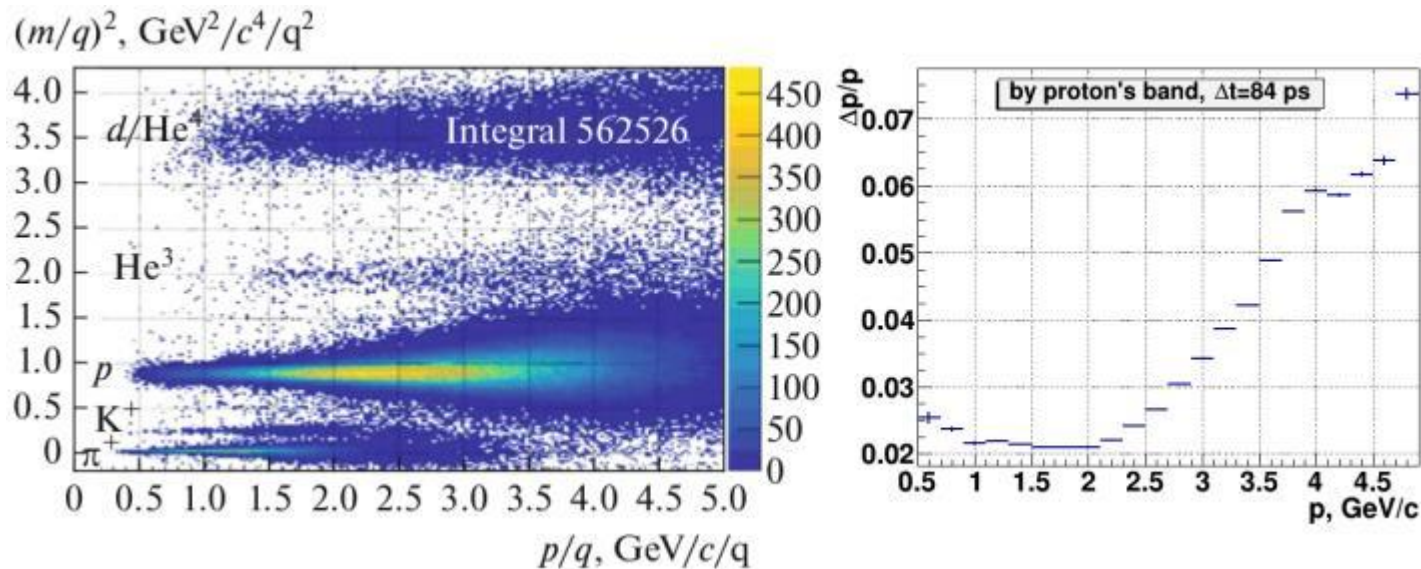 (m/q)², GeV²/c⁴/q²
4.0
3.5
3.0
2.5
2.0
1.5
1.0
0.5
0
d/He⁴
Integral 562526
He³
p
K⁺
π⁺
0 0.5 1.0 1.5 2.0 2.5 3.0 3.5 4.0 4.5 5.0
p/q, GeV/c/q
450
400
350
300
250
200
150
100
50
0
Δp/p
by proton's band, Δt=84 ps
0.07
0.06
0.05
0.04
0.03
0.02
0.5 1 1.5 2 2.5 3 3.5 4 4.5
p, GeV/c